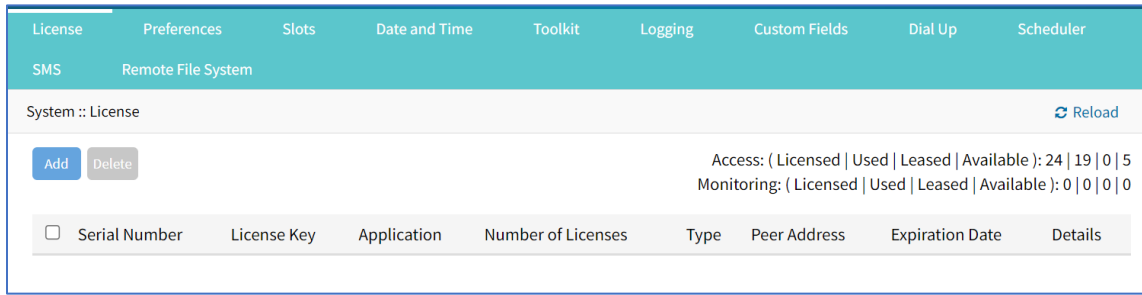 License Preferences Slots Date and Time Toolkit Logging Custom Fields Dial Up Scheduler
SMS Remote File System
System :: License Reload
Add Delete Access: ( Licensed | Used | Leased | Available ): 24 | 19 | 0 | 5
Monitoring: ( Licensed | Used | Leased | Available ): 0 | 0 | 0 | 0
Serial Number License Key Application Number of Licenses Type Peer Address Expiration Date Details